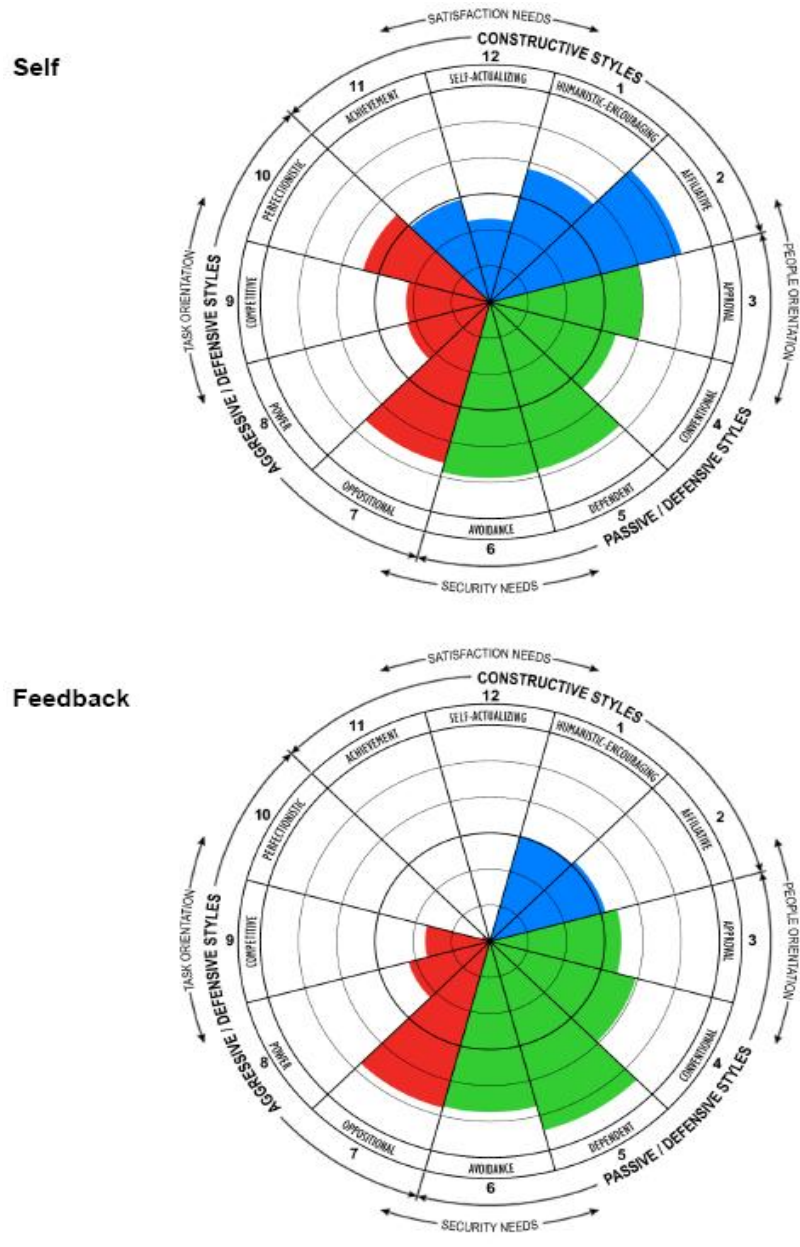 Self
SATISFACTION NEEDS
CONSTRUCTIVE STYLES
12
SELF-ACTUALIZING
1
HUMANISTIC-ENCOURAGING
2
AFFILIATIVE
PEOPLE ORIENTATION
3
APPROVAL
4
CONVENTIONAL
PASSIVE / DEFENSIVE STYLES
5
DEPENDENT
6
AVOIDANCE
SECURITY NEEDS
7
OPPOSITIONAL
8
POWER
AGGRESSIVE / DEFENSIVE STYLES
TASK ORIENTATION
9
COMPETITIVE
10
PERFECTIONISTIC
11
ACHIEVEMENT
Feedback
SATISFACTION NEEDS
CONSTRUCTIVE STYLES
12
SELF-ACTUALIZING
1
HUMANISTIC-ENCOURAGING
2
AFFILIATIVE
PEOPLE ORIENTATION
3
APPROVAL
4
CONVENTIONAL
PASSIVE / DEFENSIVE STYLES
5
DEPENDENT
6
AVOIDANCE
SECURITY NEEDS
7
OPPOSITIONAL
8
POWER
AGGRESSIVE / DEFENSIVE STYLES
TASK ORIENTATION
9
COMPETITIVE
10
PERFECTIONISTIC
11
ACHIEVEMENT